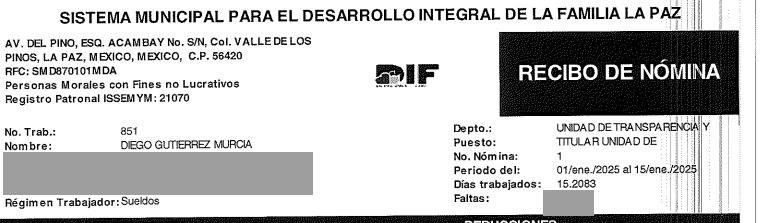 SISTEMA MUNICIPAL PARA EL DESARROLLO INTEGRAL DE LA FAMILIA LA PAZ
AV. DEL PINO, ESQ. ACAMBAY No. S/N, Col. VALLE DE LOS
PINOS, LA PAZ, MEXICO, MEXICO, C.P. 56420
RFC: SMD870101MDA
Personas Morales con Fines no Lucrativos
Registro Patronal ISSEMYM: 21070
DIF
RECIBO DE NÓMINA
No. Trab.: 851
Nombre: DIEGO GUTIERREZ MURCIA
Régimen Trabajador: Sueldos
Depto.: UNIDAD DE TRANSPARENCIA Y
Puesto: TITULAR UNIDAD DE
No. Nómina: 1
Periodo del: 01/ene./2025 al 15/ene./2025
Días trabajados: 15.2083
Faltas: